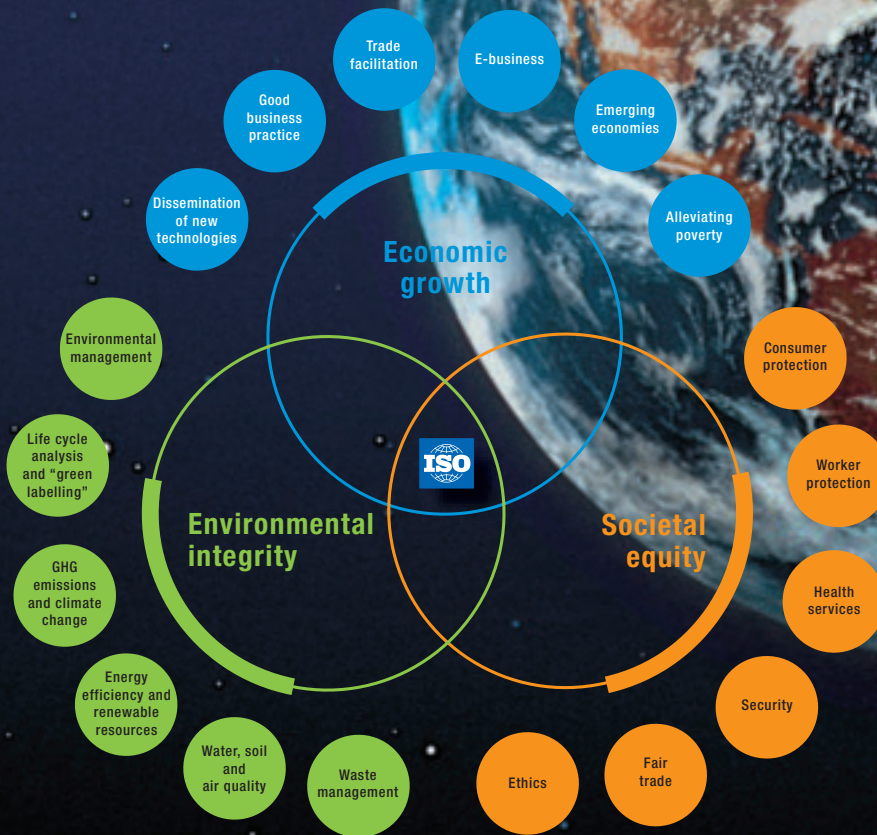 Trade
facilitation
E-business
Good
business
practice
Emerging
economies
Dissemination
of new
technologies
Alleviating
poverty
Economic
growth
Environmental
management
Consumer
protection
Life cycle
analysis
and “green
labelling”
ISO
Worker
protection
Environmental
integrity
Societal
equity
GHG
emissions
and climate
change
Health
services
Energy
efficiency and
renewable
resources
Security
Water, soil
and
air quality
Waste
management
Ethics
Fair
trade